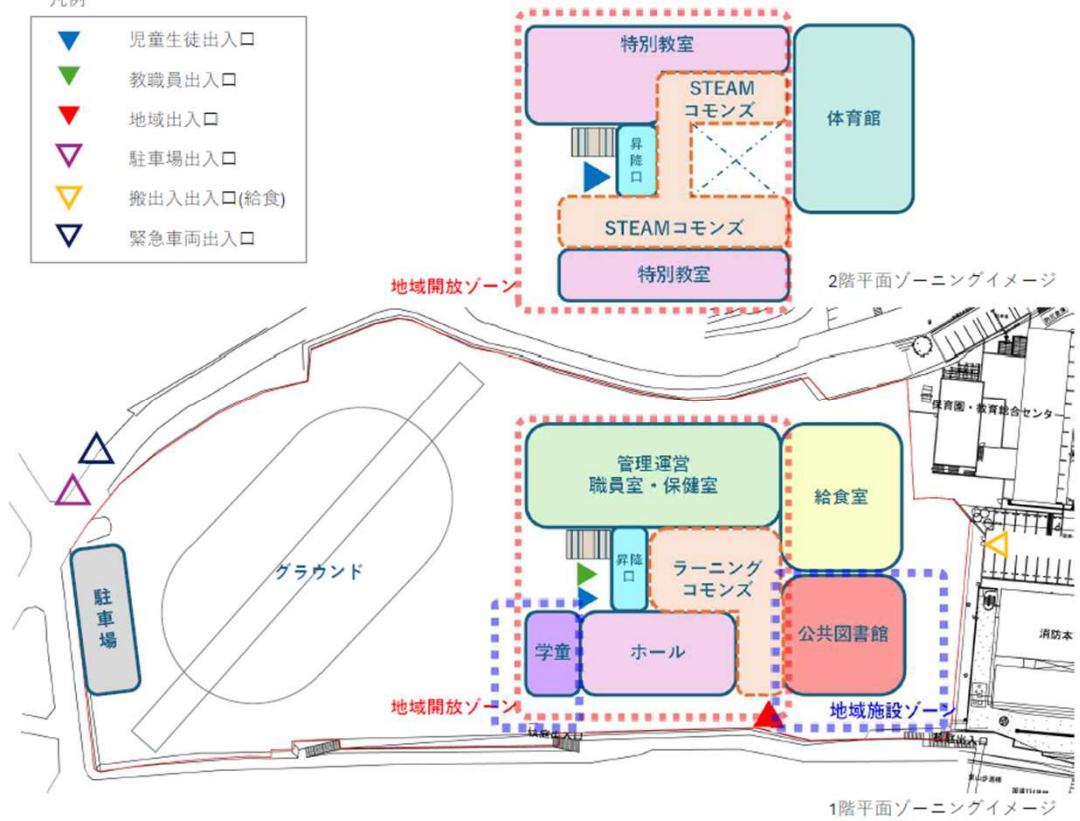 凡例
児童生徒出入口
教職員出入口
地域出入口
駐車場出入口
搬出入出入口(給食)
緊急車両出入口
特別教室
STEAM
コモンズ
体育館
昇降口
STEAMコモンズ
特別教室
地域開放ゾーン
2階平面ゾーニングイメージ
保育園・教育総合センター
管理運営
職員室・保健室
給食室
グラウンド
昇降口
ラーニング
コモンズ
駐車場
消防本
学童
ホール
公共図書館
地域開放ゾーン
地域施設ゾーン
1階平面ゾーニングイメージ